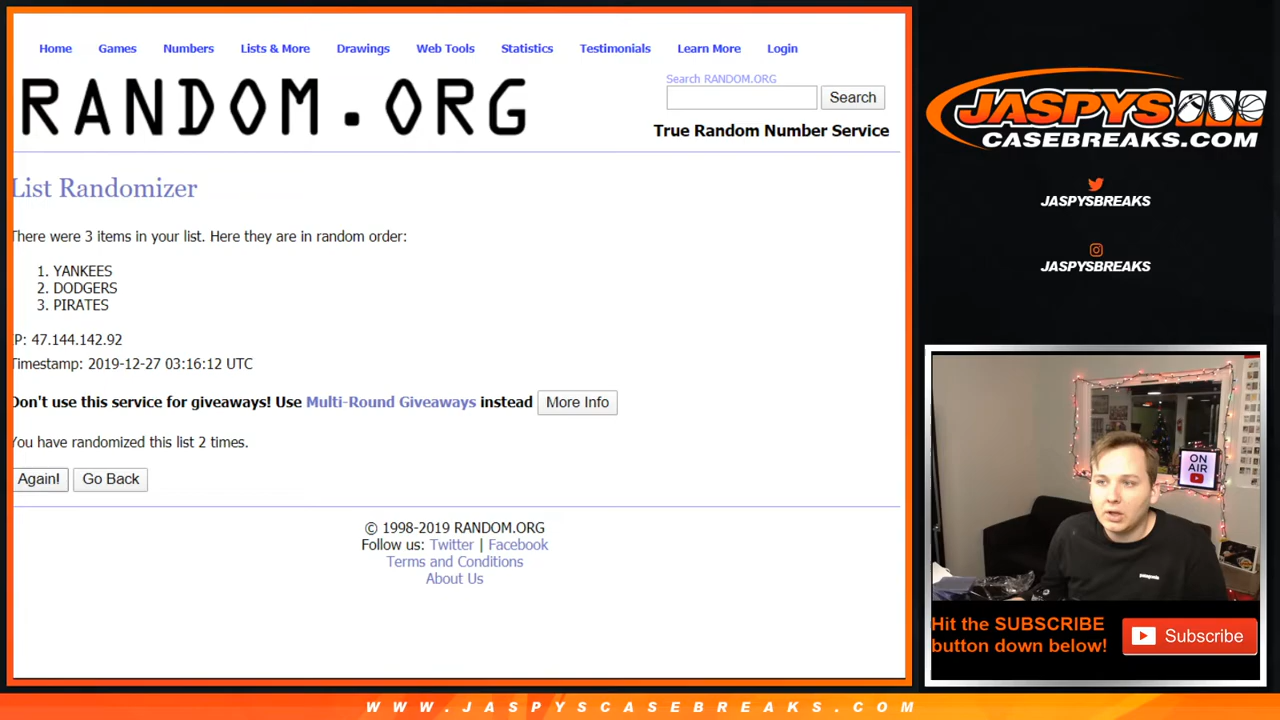 Home Games Numbers Lists & More Drawings Web Tools Statistics Testimonials Learn More Login
RANDOM.ORG
Search RANDOM.ORG
Search
True Random Number Service
List Randomizer
There were 3 items in your list. Here they are in random order:
1. YANKEES
2. DODGERS
3. PIRATES
IP: 47.144.142.92
Timestamp: 2019-12-27 03:16:12 UTC
Don't use this service for giveaways! Use Multi-Round Giveaways instead More Info
You have randomized this list 2 times.
Again! Go Back
© 1998-2019 RANDOM.ORG
Follow us: Twitter | Facebook
Terms and Conditions
About Us
JASPYS
CASEBREAKS.COM
JASPYSBREAKS
JASPYSBREAKS
ON
AIR
patagonia
Hit the SUBSCRIBE
button down below!
Subscribe
WWW.JASPYSCASEBREAKS.COM